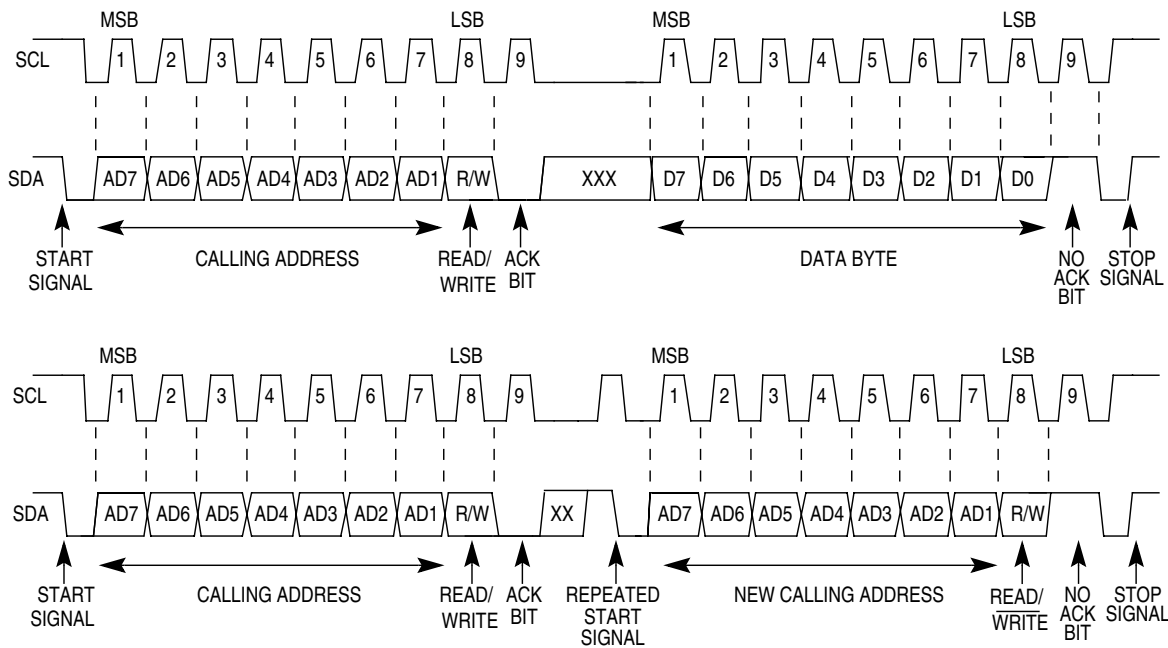 MSB LSB MSB LSB
SCL 1 2 3 4 5 6 7 8 9 1 2 3 4 5 6 7 8 9
SDA AD7 AD6 AD5 AD4 AD3 AD2 AD1 R/W XXX D7 D6 D5 D4 D3 D2 D1 D0
START
SIGNAL
CALLING ADDRESS
READ/
WRITE
ACK
BIT
DATA BYTE
NO
ACK
BIT
STOP
SIGNAL
MSB LSB MSB LSB
SCL 1 2 3 4 5 6 7 8 9 1 2 3 4 5 6 7 8 9
SDA AD7 AD6 AD5 AD4 AD3 AD2 AD1 R/W XX AD7 AD6 AD5 AD4 AD3 AD2 AD1 R/W
START
SIGNAL
CALLING ADDRESS
READ/
WRITE
ACK
BIT
REPEATED
START
SIGNAL
NEW CALLING ADDRESS
READ/
WRITE
NO
ACK
BIT
STOP
SIGNAL